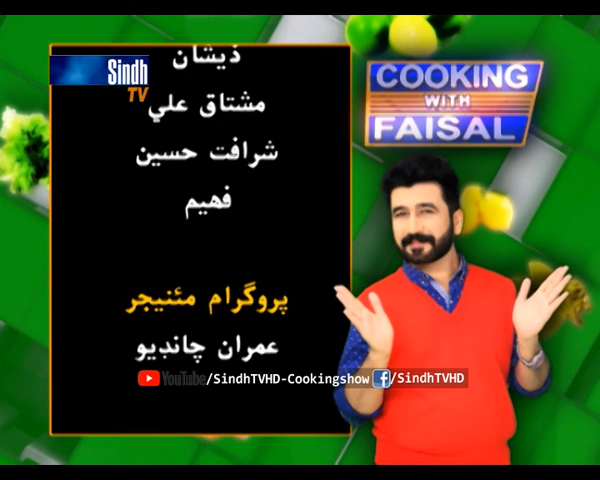 Sindh
TV
ذيشان
مشتاق علي
شرافت حسين
فهيم
پروگرام مئنيجر
عمران چانڊيو
COOKING
WITH
FAISAL
YouTube/SindhTVHD-Cookingshow f/SindhTVHD